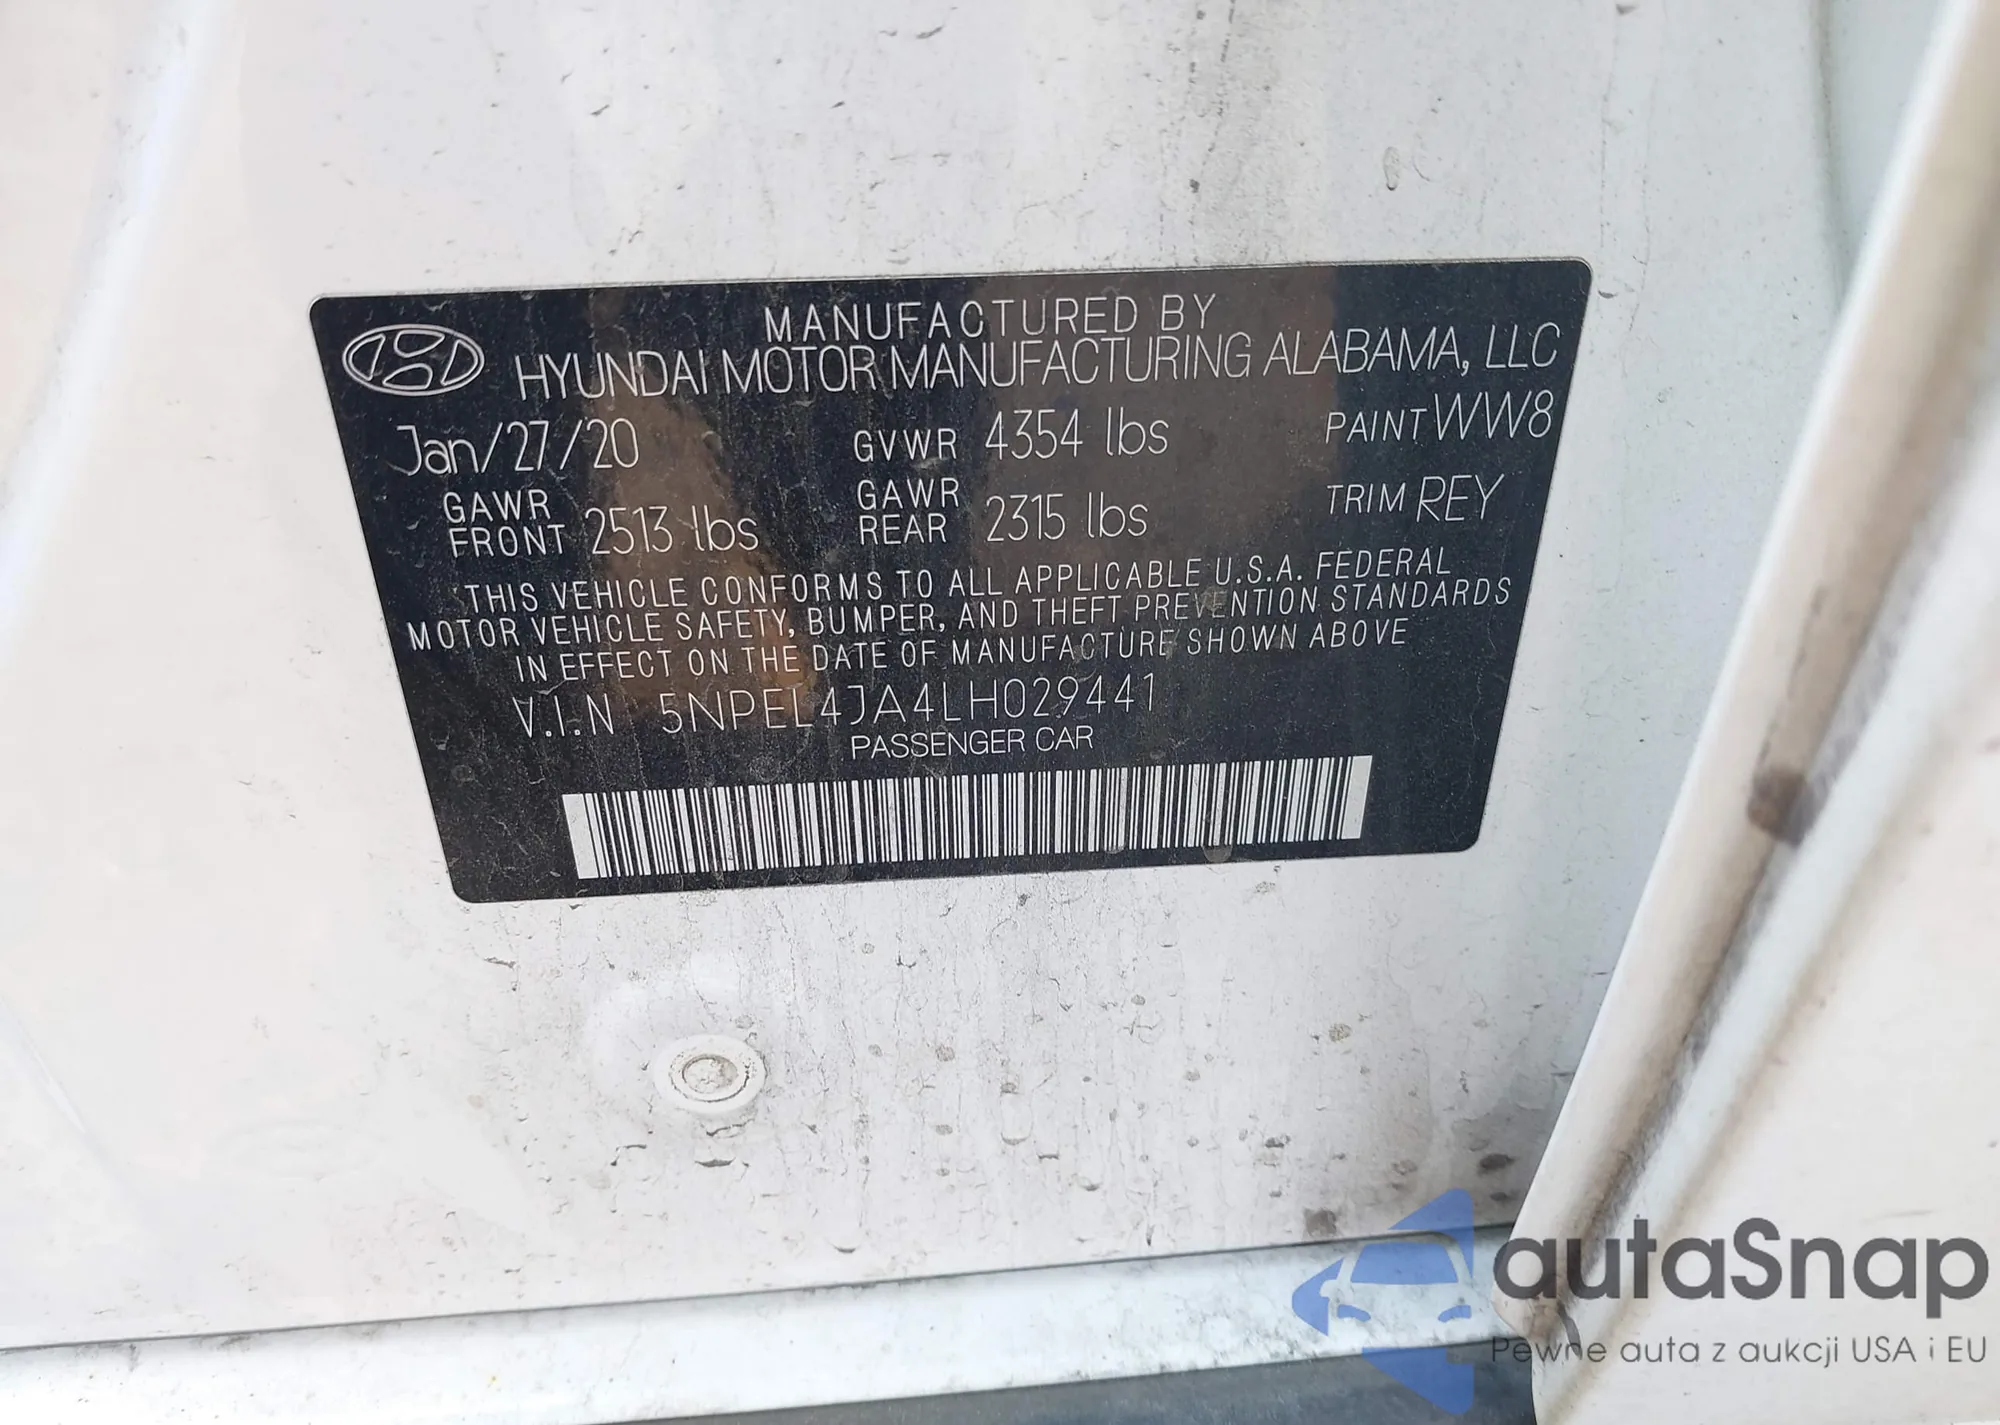 MANUFACTURED BY
HYUNDAI MOTOR MANUFACTURING ALABAMA, LLC
Jan/27/20 GVWR 4354 lbs PAINT WW8
GAWR FRONT 2513 lbs GAWR REAR 2315 lbs TRIM REY
THIS VEHICLE CONFORMS TO ALL APPLICABLE U.S.A. FEDERAL
MOTOR VEHICLE SAFETY, BUMPER, AND THEFT PREVENTION STANDARDS
IN EFFECT ON THE DATE OF MANUFACTURE SHOWN ABOVE
V.I.N 5NPEL4JA4LH029441
PASSENGER CAR
autaSnap
Pewne auta z aukcji USA i EU